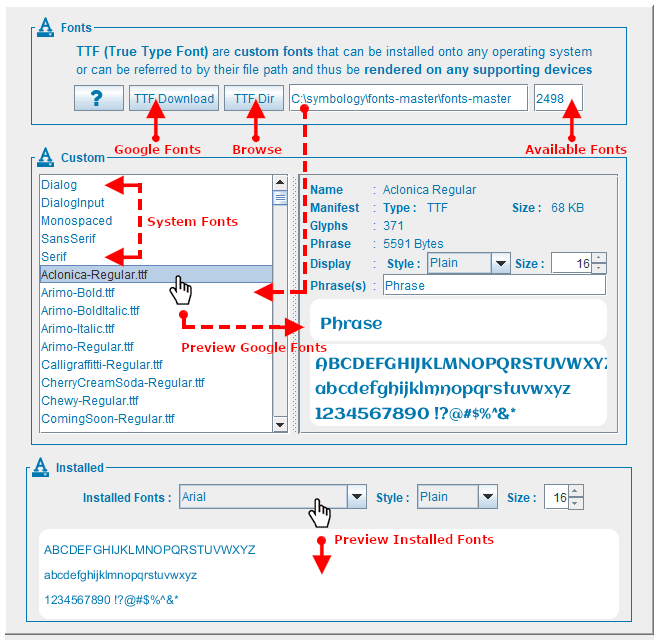 Fonts
TTF (True Type Font) are custom fonts that can be installed onto any operating system
or can be referred to by their file path and thus be rendered on any supporting devices
? TTF Download TTF Dir C:\symbology\fonts-master\fonts-master 2498
Google Fonts Browse Available Fonts
Custom
Dialog
DialogInput
Monospaced
SansSerif
Serif
Aclonica-Regular.ttf
Arimo-Bold.ttf
Arimo-BoldItalic.ttf
Arimo-Italic.ttf
Arimo-Regular.ttf
Calligraffitti-Regular.ttf
CherryCreamSoda-Regular.ttf
Chewy-Regular.ttf
ComingSoon-Regular.ttf
System Fonts
Preview Google Fonts
Name : Aclonica Regular
Manifest : Type : TTF Size : 68 KB
Glyphs : 371
Phrase : 5591 Bytes
Display : Style : Plain Size : 16
Phrase(s) : Phrase
Phrase
ABCDEFGHIJKLMNOPQRSTUVWXYZ
abcdefghijklmnopqrstuvwxyz
1234567890 !?@#$%^&*
Installed
Installed Fonts : Arial Style : Plain Size : 16
Preview Installed Fonts
ABCDEFGHIJKLMNOPQRSTUVWXYZ
abcdefghijklmnopqrstuvwxyz
1234567890 !?@#$%^&*